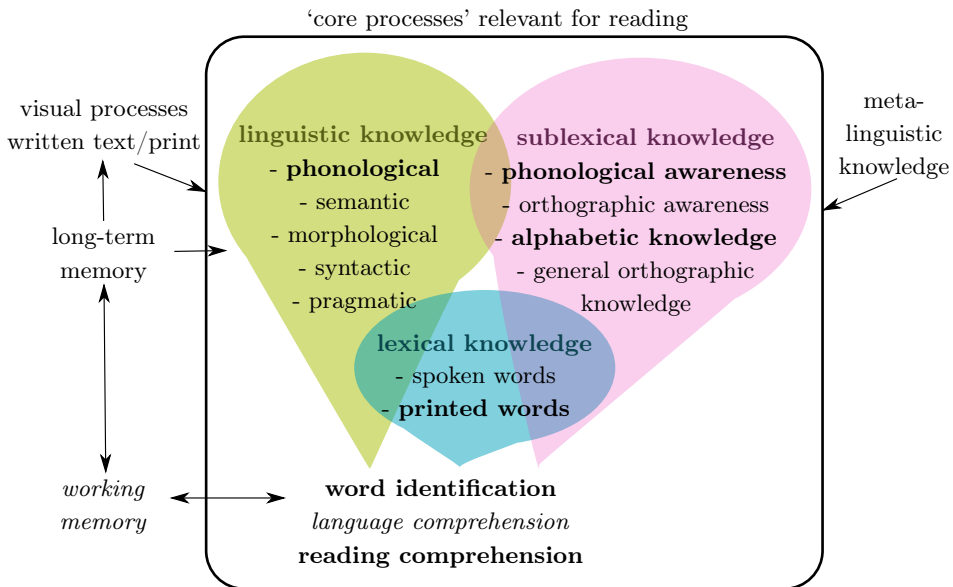 ‘core processes’ relevant for reading
visual processes
written text/print
long-term
memory
working
memory
linguistic knowledge
- phonological
- semantic
- morphological
- syntactic
- pragmatic
sublexical knowledge
- phonological awareness
- orthographic awareness
- alphabetic knowledge
- general orthographic
knowledge
lexical knowledge
- spoken words
- printed words
word identification
language comprehension
reading comprehension
meta-
linguistic
knowledge